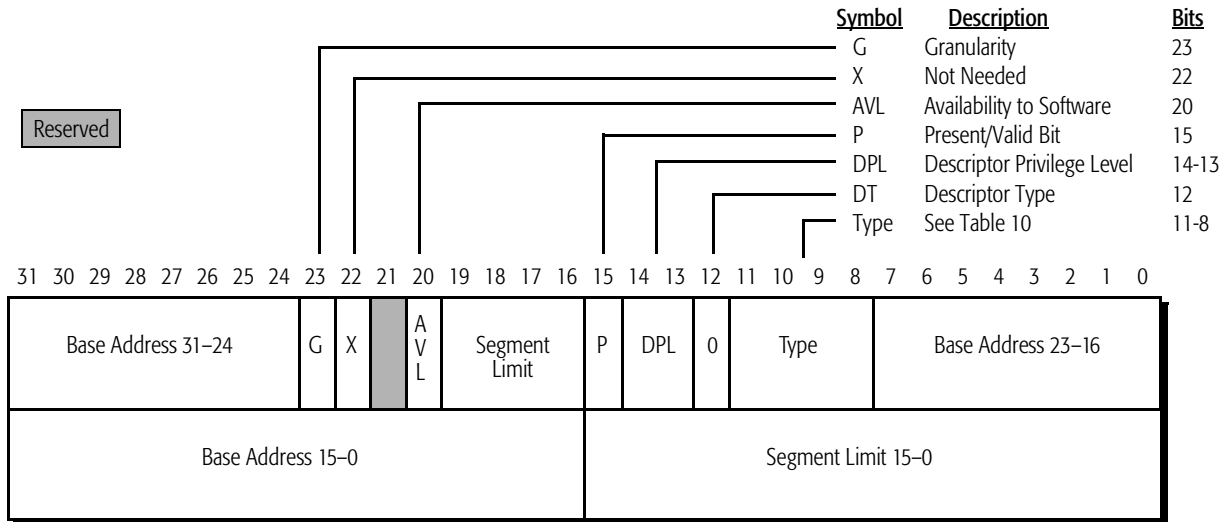 Symbol Description Bits
G Granularity 23
X Not Needed 22
AVL Availability to Software 20
Reserved
P Present/Valid Bit 15
DPL Descriptor Privilege Level 14-13
DT Descriptor Type 12
Type See Table 10 11-8
31 30 29 28 27 26 25 24 23 22 21 20 19 18 17 16 15 14 13 12 11 10 9 8 7 6 5 4 3 2 1 0
Base Address 31–24 G X AVL Segment Limit P DPL 0 Type Base Address 23–16
Base Address 15–0 Segment Limit 15–0